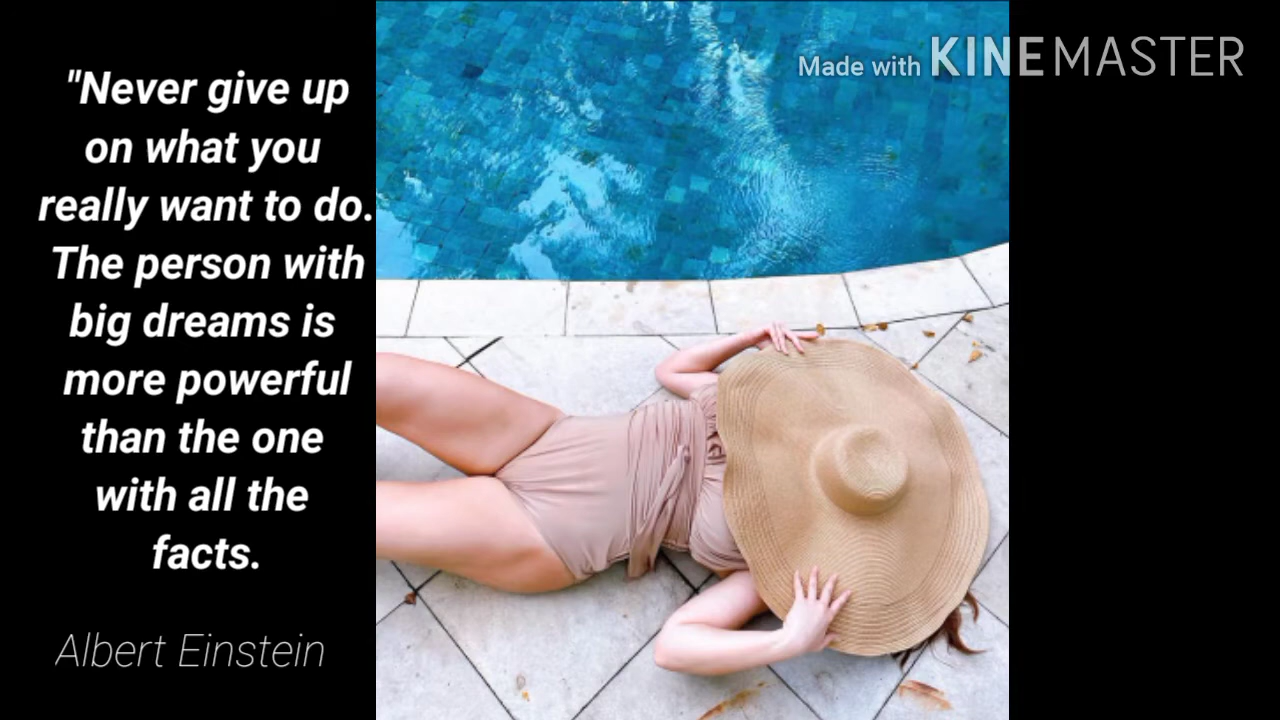 "Never give up
on what you
really want to do.
The person with
big dreams is
more powerful
than the one
with all the
facts.
Albert Einstein
Made with KINEMASTER